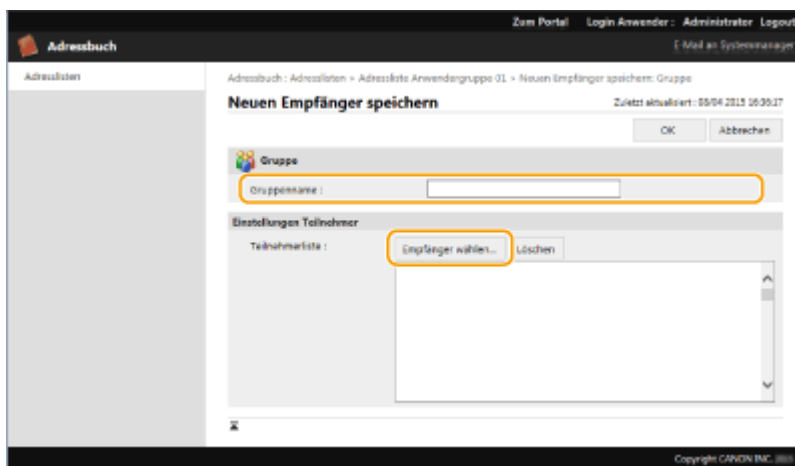 Zum Portal Login Anwender : Administrator Logout
Adressbuch E-Mail an Systemmanager
Adresslisten
Adressbuch : Adresslisten > Adressliste Anwendergruppe 01 > Neuen Empfänger speichern: Gruppe
Neuen Empfänger speichern Zuletzt aktualisiert : 08/04 2015 16:36:17
OK Abbrechen
Gruppe
Gruppenname :
Einstellungen Teilnehmer
Teilnehmerliste :
Empfänger wählen... Löschen
Copyright CANON INC.